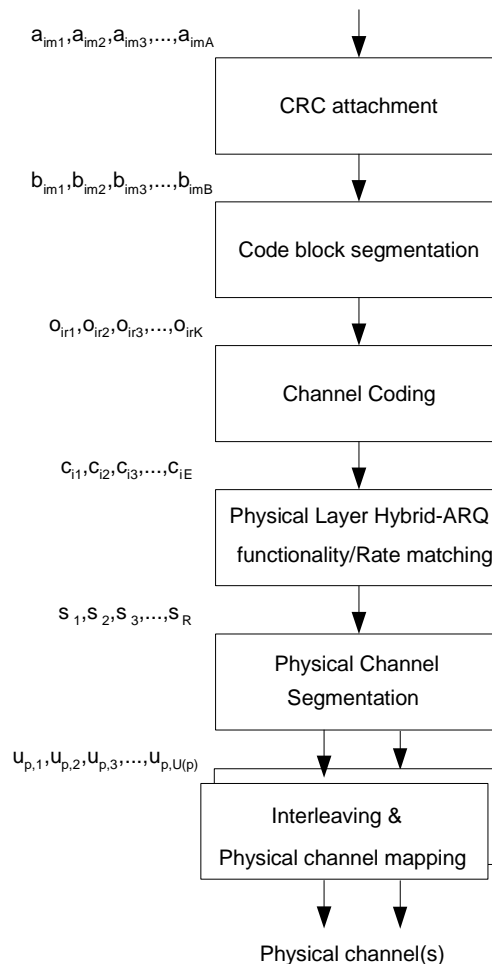 a_im1,a_im2,a_im3,...,a_imA
CRC attachment
b_im1,b_im2,b_im3,...,b_imB
Code block segmentation
o_ir1,o_ir2,o_ir3,...,o_irK
Channel Coding
c_i1,c_i2,c_i3,...,c_iE
Physical Layer Hybrid-ARQ
functionality/Rate matching
s_1,s_2,s_3,...,s_R
Physical Channel
Segmentation
u_p,1,u_p,2,u_p,3,...,u_p,U(p)
Interleaving &
Physical channel mapping
Physical channel(s)